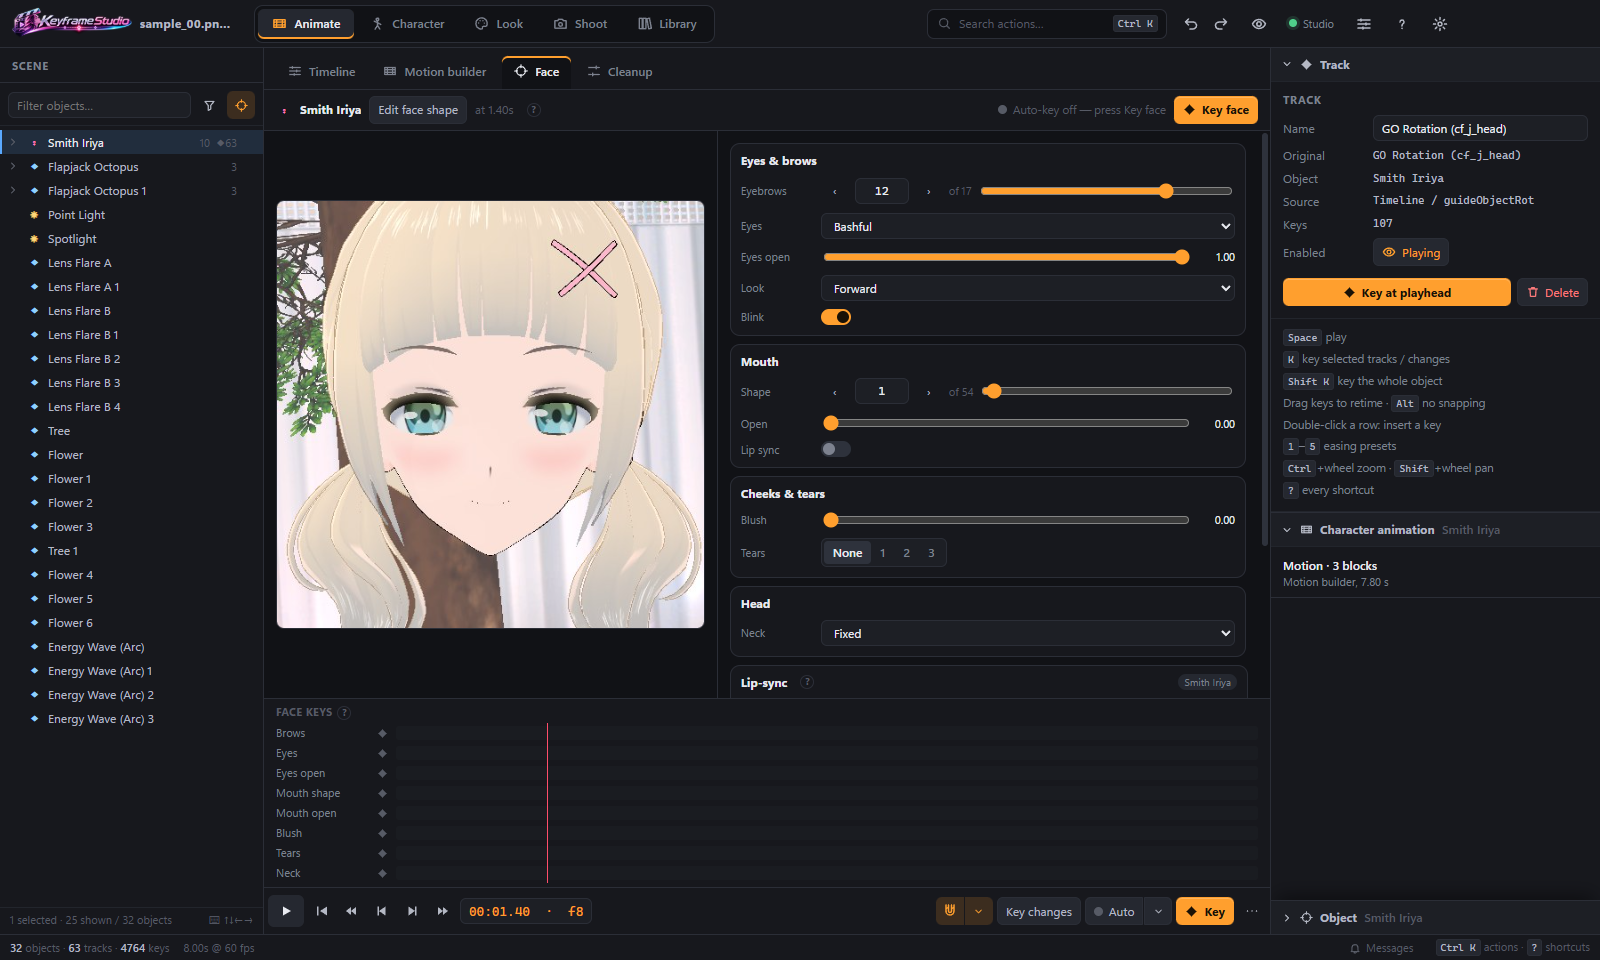 KeyframeStudio
sample_00.pn...
Animate
Character
Look
Shoot
Library
Search actions...
Ctrl K
Studio
?
SCENE
Timeline
Motion builder
Face
Cleanup
Track
Filter objects...
Smith Iriya
Edit face shape
at 1.40s
?
Auto-key off — press Key face
Key face
Smith Iriya 10 63
Flapjack Octopus 3
Flapjack Octopus 1 3
Point Light
Spotlight
Lens Flare A
Lens Flare A 1
Lens Flare B
Lens Flare B 1
Lens Flare B 2
Lens Flare B 3
Lens Flare B 4
Tree
Flower
Flower 1
Flower 2
Flower 3
Tree 1
Flower 4
Flower 5
Flower 6
Energy Wave (Arc)
Energy Wave (Arc) 1
Energy Wave (Arc) 2
Energy Wave (Arc) 3
1 selected · 25 shown / 32 objects
↑↓←→
Eyes & brows
Eyebrows ‹ 12 › of 17
Eyes Bashful
Eyes open 1.00
Look Forward
Blink
Mouth
Shape ‹ 1 › of 54
Open 0.00
Lip sync
Cheeks & tears
Blush 0.00
Tears None 1 2 3
Head
Neck Fixed
Lip-sync ? Smith Iriya
FACE KEYS ?
Brows
Eyes
Eyes open
Mouth shape
Mouth open
Blush
Tears
Neck
00:01.40 · f8
Key changes
Auto
Key
...
TRACK
Name GO Rotation (cf_j_head)
Original GO Rotation (cf_j_head)
Object Smith Iriya
Source Timeline / guideObjectRot
Keys 107
Enabled Playing
Key at playhead
Delete
Space play
K key selected tracks / changes
Shift K key the whole object
Drag keys to retime · Alt no snapping
Double-click a row: insert a key
1–5 easing presets
Ctrl +wheel zoom · Shift +wheel pan
? every shortcut
Character animation Smith Iriya
Motion · 3 blocks
Motion builder, 7.80 s
Object Smith Iriya
32 objects · 63 tracks · 4764 keys 8.00s @ 60 fps
Messages
Ctrl K actions · ? shortcuts